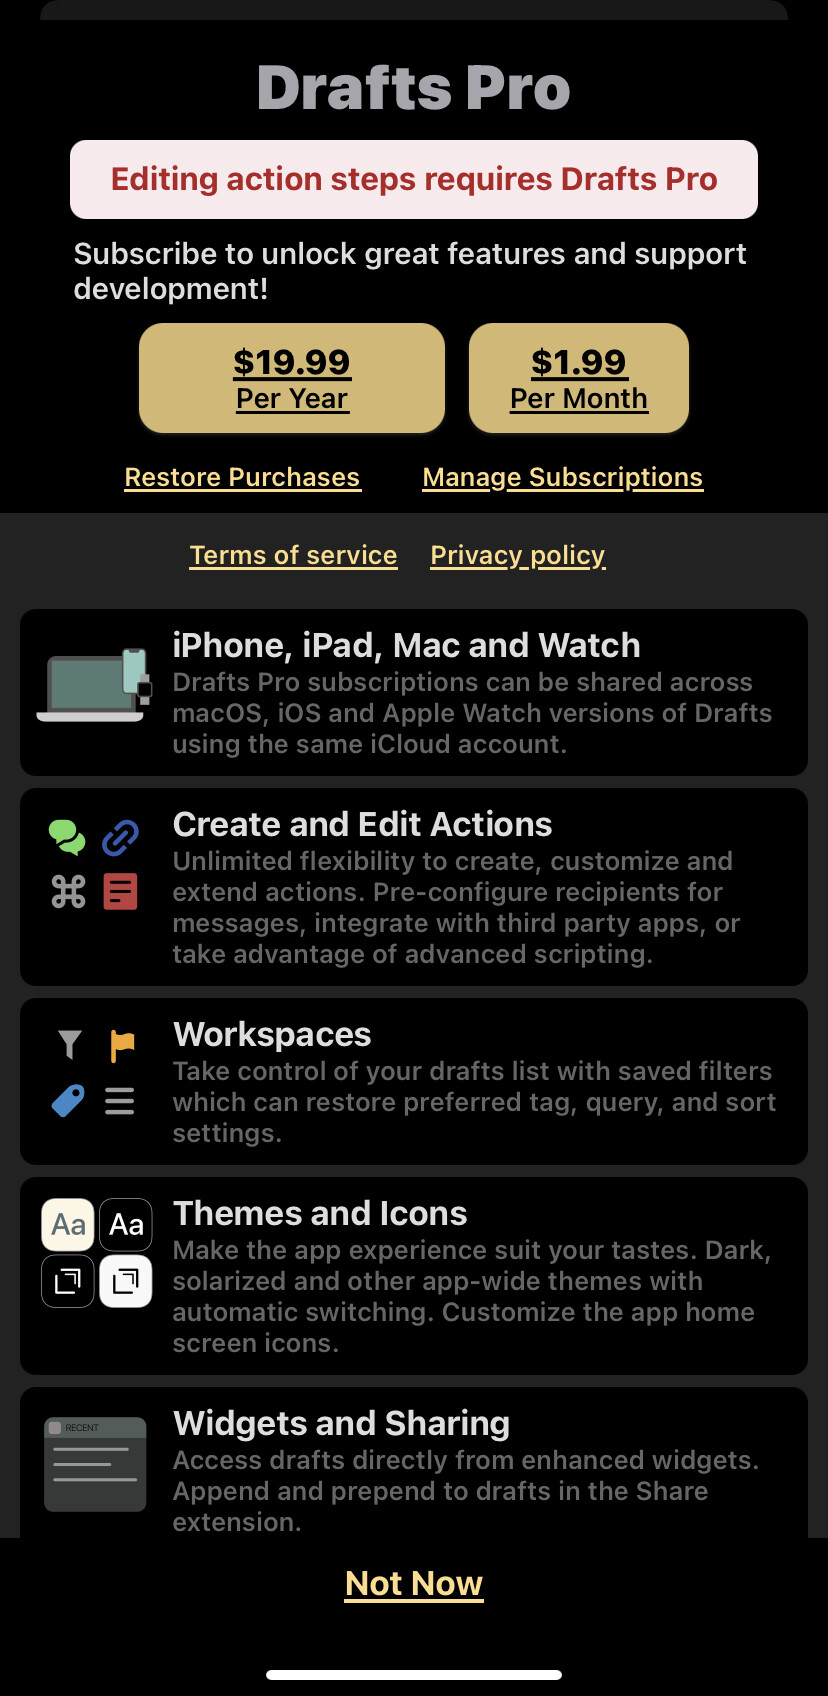 Drafts Pro
Editing action steps requires Drafts Pro
Subscribe to unlock great features and support
development!
$19.99
Per Year
$1.99
Per Month
Restore Purchases
Manage Subscriptions
Terms of service
Privacy policy
iPhone, iPad, Mac and Watch
Drafts Pro subscriptions can be shared across
macOS, iOS and Apple Watch versions of Drafts
using the same iCloud account.
Create and Edit Actions
Unlimited flexibility to create, customize and
extend actions. Pre-configure recipients for
messages, integrate with third party apps, or
take advantage of advanced scripting.
Workspaces
Take control of your drafts list with saved filters
which can restore preferred tag, query, and sort
settings.
Aa
Aa
Themes and Icons
Make the app experience suit your tastes. Dark,
solarized and other app-wide themes with
automatic switching. Customize the app home
screen icons.
RECENT
Widgets and Sharing
Access drafts directly from enhanced widgets.
Append and prepend to drafts in the Share
extension.
Not Now